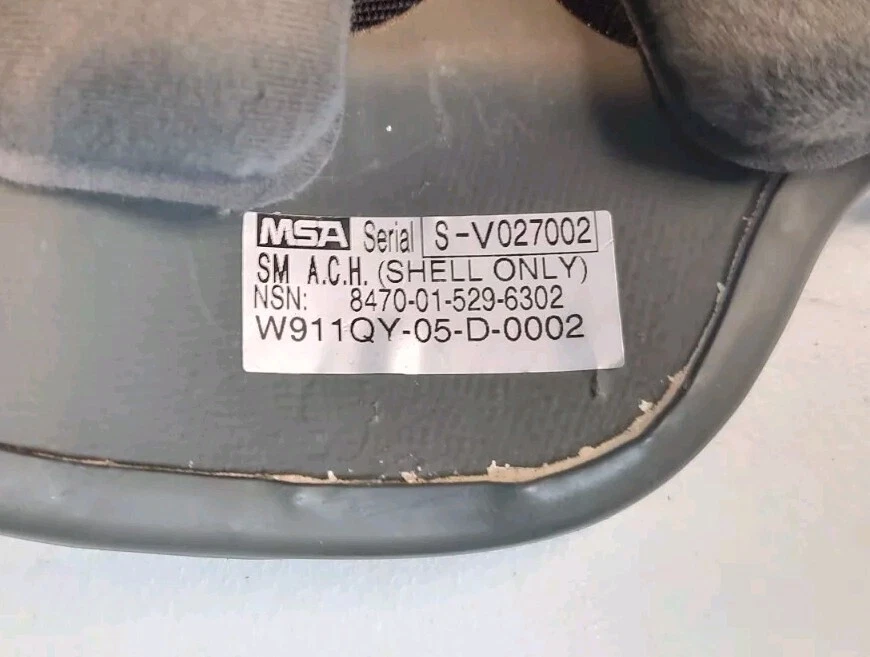 MSA Serial S-V027002
SM A.C.H. (SHELL ONLY)
NSN: 8470-01-529-6302
W911QY-05-D-0002